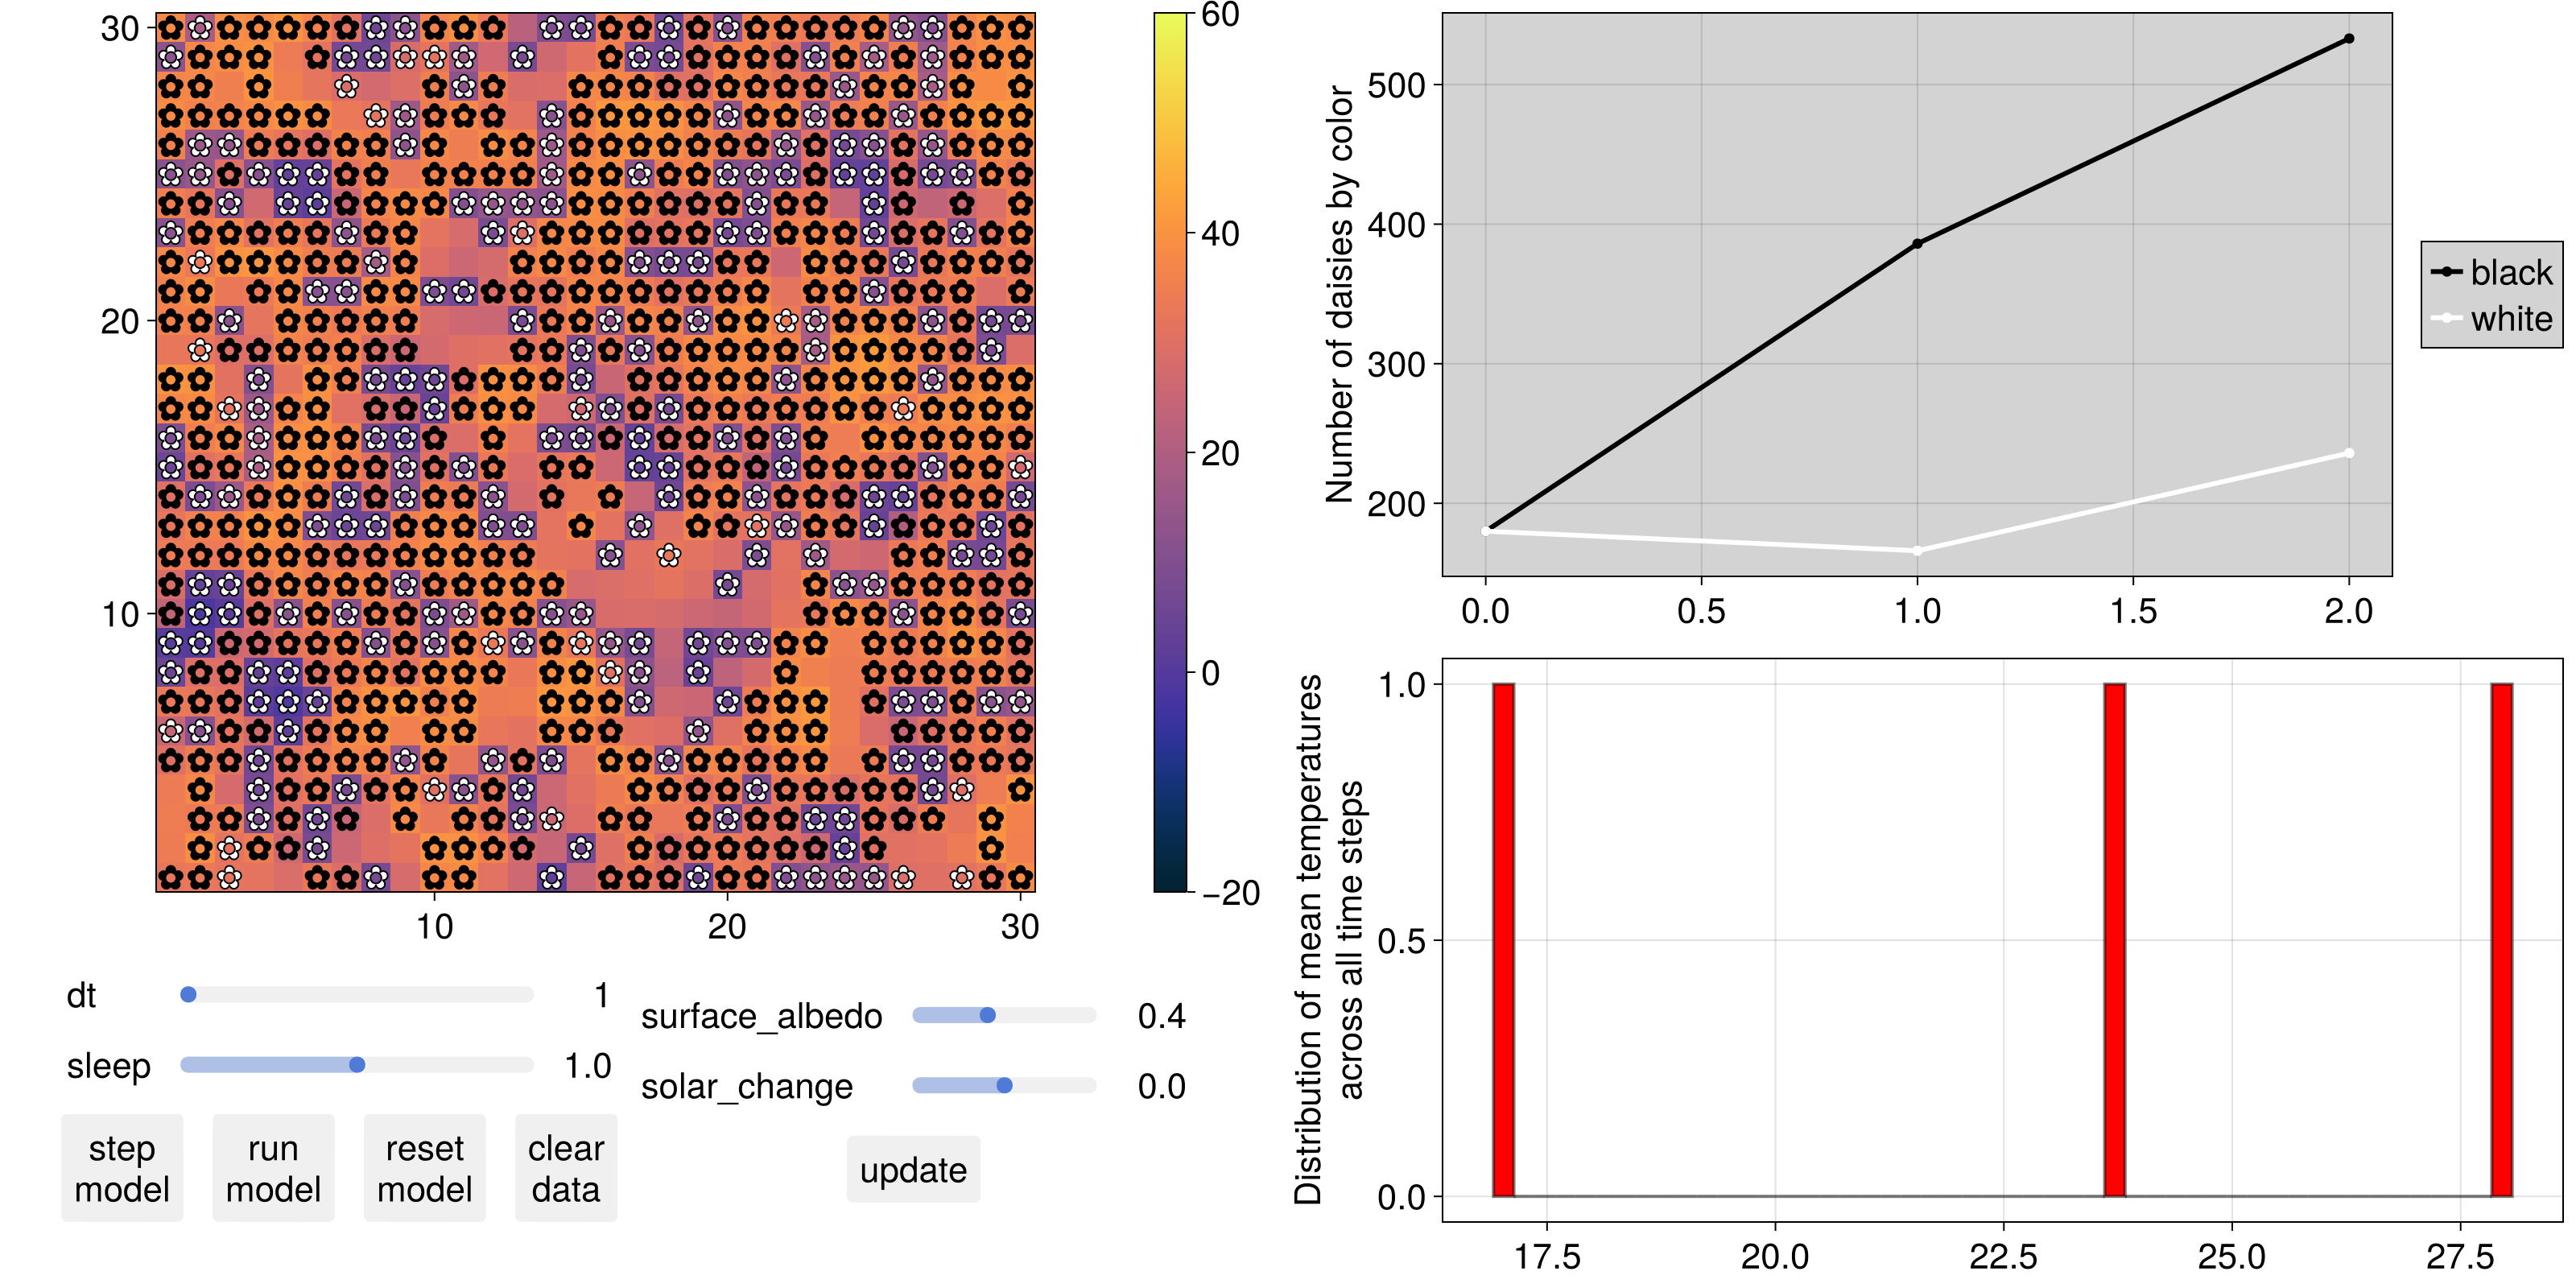 30
20
10
10
20
30
60
40
20
0
−20
Number of daisies by color
500
400
300
200
0.0
0.5
1.0
1.5
2.0
black
white
Distribution of mean temperatures
across all time steps
1.0
0.5
0.0
17.5
20.0
22.5
25.0
27.5
dt
1
sleep
1.0
surface_albedo
0.4
solar_change
0.0
step
model
run
model
reset
model
clear
data
update